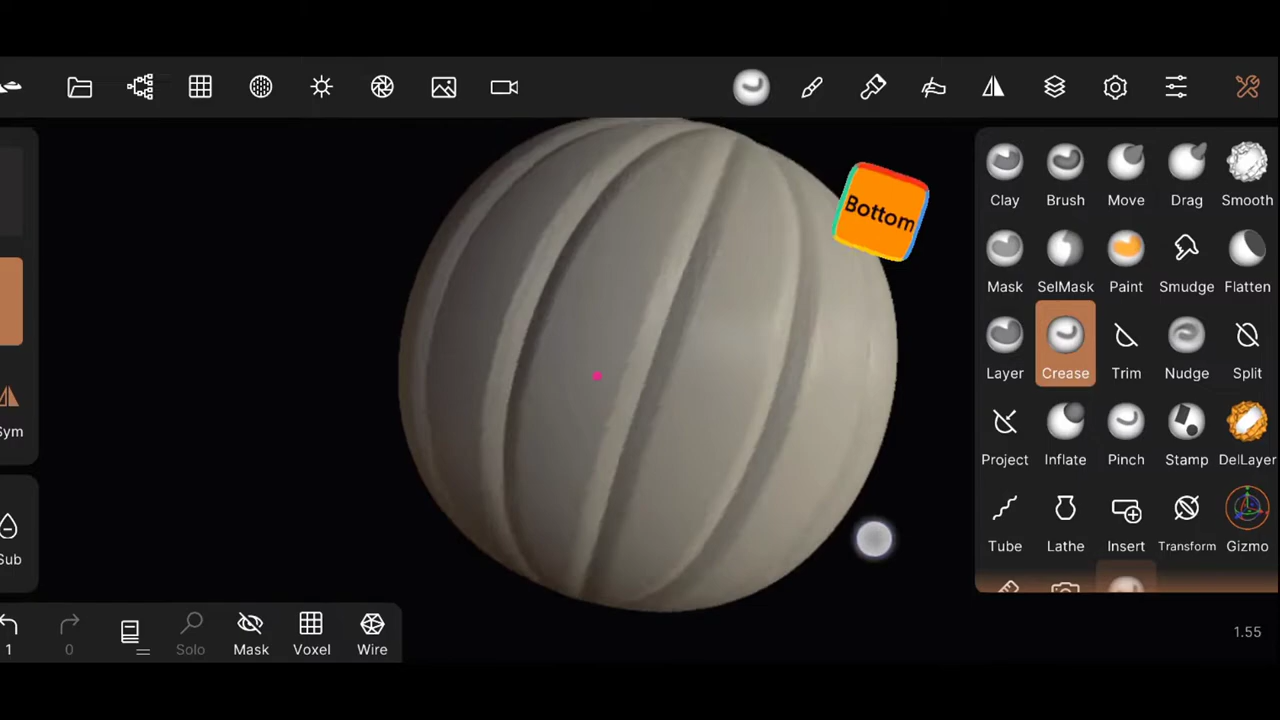 Bottom
Clay Brush Move Drag Smooth
Mask SelMask Paint Smudge Flatten
Layer Crease Trim Nudge Split
Sym
Project Inflate Pinch Stamp DelLayer
Sub
Tube Lathe Insert Transform Gizmo
1 0 Solo Mask Voxel Wire
1.55